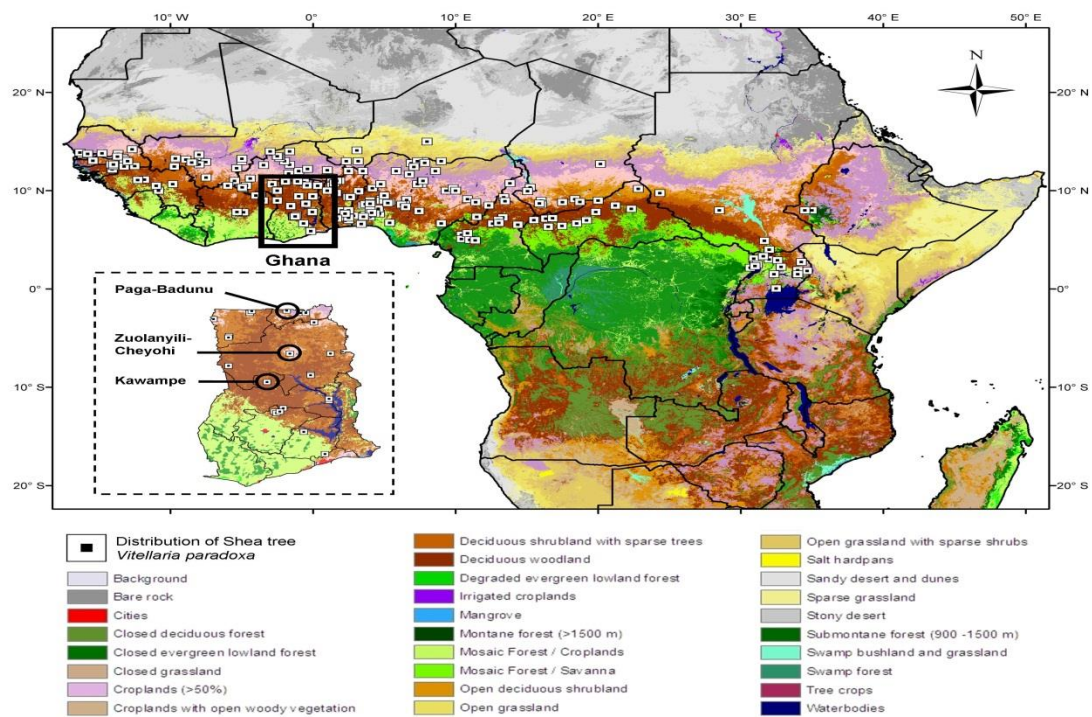 10° W 0° 10° E 20° E 30° E 40° E 50° E
N
20° N 20° N
10° N 10° N
Ghana
0° 0°
Paga-Badunu
Zuolanyili-
Cheyohi
Kawampe
10° S 10° S
20° S 20° S
Distribution of Shea tree
Vitellaria paradoxa
Background
Bare rock
Cities
Closed deciduous forest
Closed evergreen lowland forest
Closed grassland
Croplands (>50%)
Croplands with open woody vegetation
Deciduous shrubland with sparse trees
Deciduous woodland
Degraded evergreen lowland forest
Irrigated croplands
Mangrove
Montane forest (>1500 m)
Mosaic Forest / Croplands
Mosaic Forest / Savanna
Open deciduous shrubland
Open grassland
Open grassland with sparse shrubs
Salt hardpans
Sandy desert and dunes
Sparse grassland
Stony desert
Submontane forest (900 -1500 m)
Swamp bushland and grassland
Swamp forest
Tree crops
Waterbodies